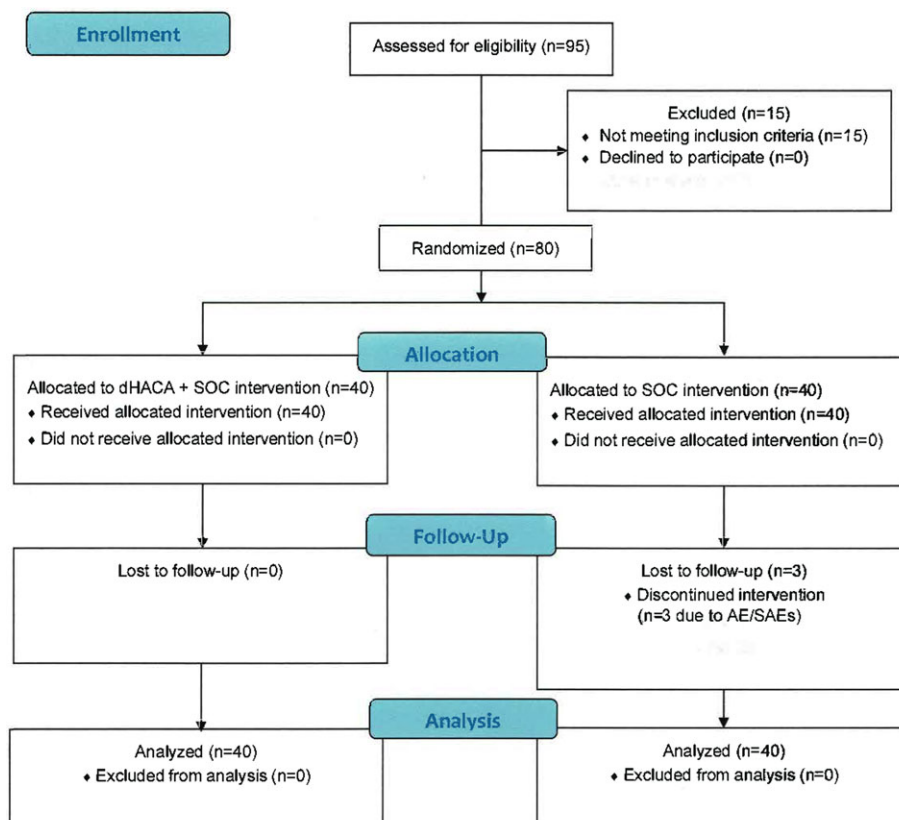 Enrollment
Assessed for eligibility (n=95)
Excluded (n=15)
♦ Not meeting inclusion criteria (n=15)
♦ Declined to participate (n=0)
Randomized (n=80)
Allocation
Allocated to dHACA + SOC intervention (n=40)
♦ Received allocated intervention (n=40)
♦ Did not receive allocated intervention (n=0)
Allocated to SOC intervention (n=40)
♦ Received allocated intervention (n=40)
♦ Did not receive allocated intervention (n=0)
Follow-Up
Lost to follow-up (n=0)
Lost to follow-up (n=3)
♦ Discontinued intervention
(n=3 due to AE/SAEs)
Analysis
Analyzed (n=40)
♦ Excluded from analysis (n=0)
Analyzed (n=40)
♦ Excluded from analysis (n=0)